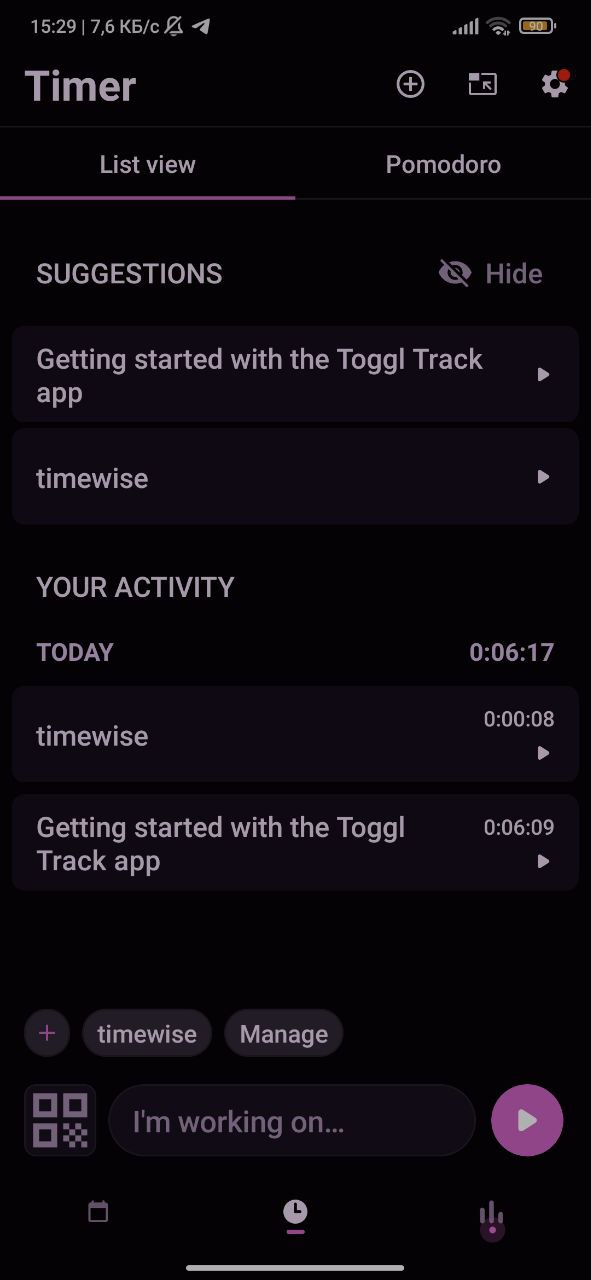 15:29 | 7,6 КБ/с
90
Timer
List view
Pomodoro
SUGGESTIONS
Hide
Getting started with the Toggl Track
app
timewise
YOUR ACTIVITY
TODAY
0:06:17
timewise
0:00:08
Getting started with the Toggl
Track app
0:06:09
timewise
Manage
I'm working on...